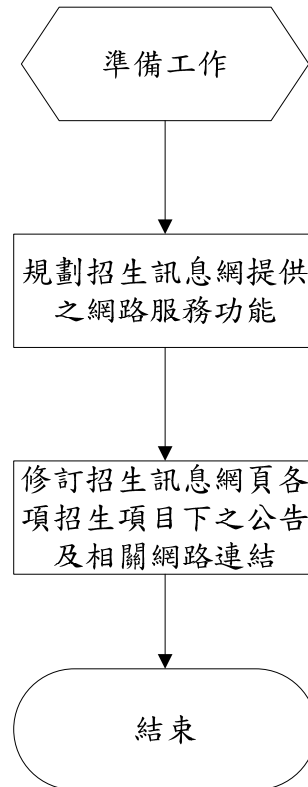 準備工作
規劃招生訊息網提供
之網路服務功能
修訂招生訊息網頁各
項招生項目下之公告
及相關網路連結
結束